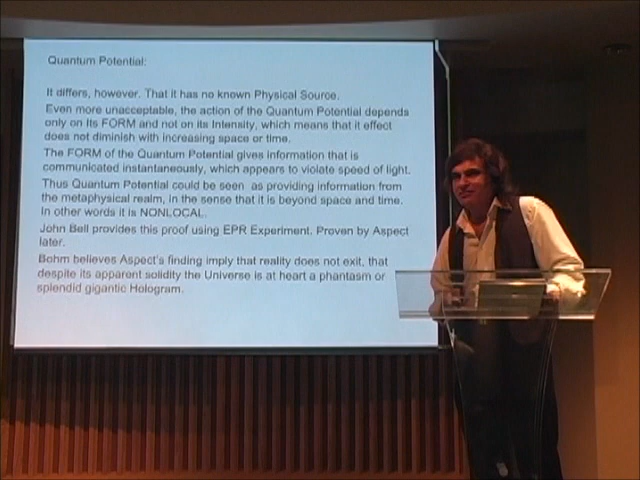 Quantum Potential:
It differs, however. That it has no known Physical Source.
Even more unacceptable, the action of the Quantum Potential depends
only on Its FORM and not on its Intensity, which means that it effect
does not diminish with increasing space or time.
The FORM of the Quantum Potential gives information that is
communicated instantaneously, which appears to violate speed of light.
Thus Quantum Potential could be seen as providing information from
the metaphysical realm, in the sense that it is beyond space and time.
In other words it is NONLOCAL.
John Bell provides this proof using EPR Experiment. Proven by Aspect
later.
Bohm believes Aspect's finding imply that reality does not exit, that
despite its apparent solidity the Universe is at heart a phantasm or
splendid gigantic Hologram.